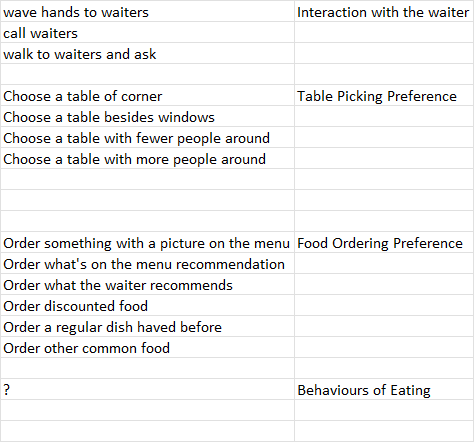 wave hands to waiters Interaction with the waiter
call waiters
walk to waiters and ask
Choose a table of corner Table Picking Preference
Choose a table besides windows
Choose a table with fewer people around
Choose a table with more people around
Order something with a picture on the menu Food Ordering Preference
Order what's on the menu recommendation
Order what the waiter recommends
Order discounted food
Order a regular dish haved before
Order other common food
? Behaviours of Eating